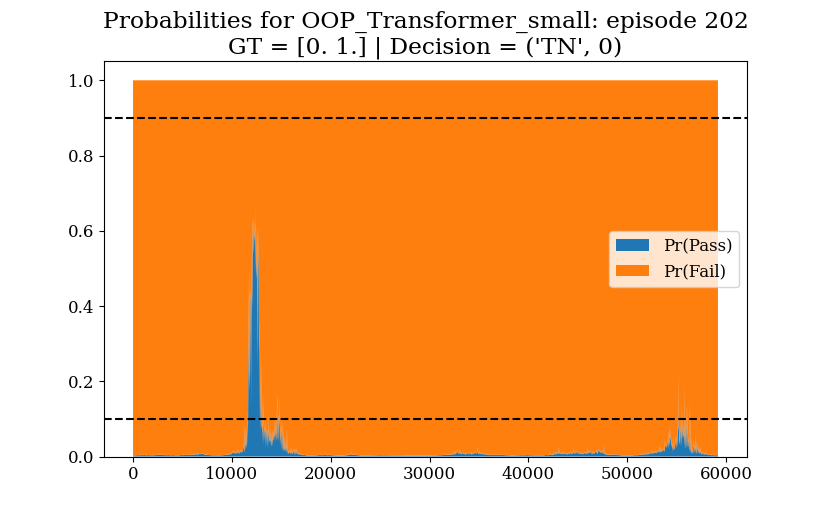 Probabilities for OOP_Transformer_small: episode 202
GT = [0. 1.] | Decision = ('TN', 0)
1.0
0.8
0.6
0.4
0.2
0.0
Pr(Pass)
Pr(Fail)
0 10000 20000 30000 40000 50000 60000